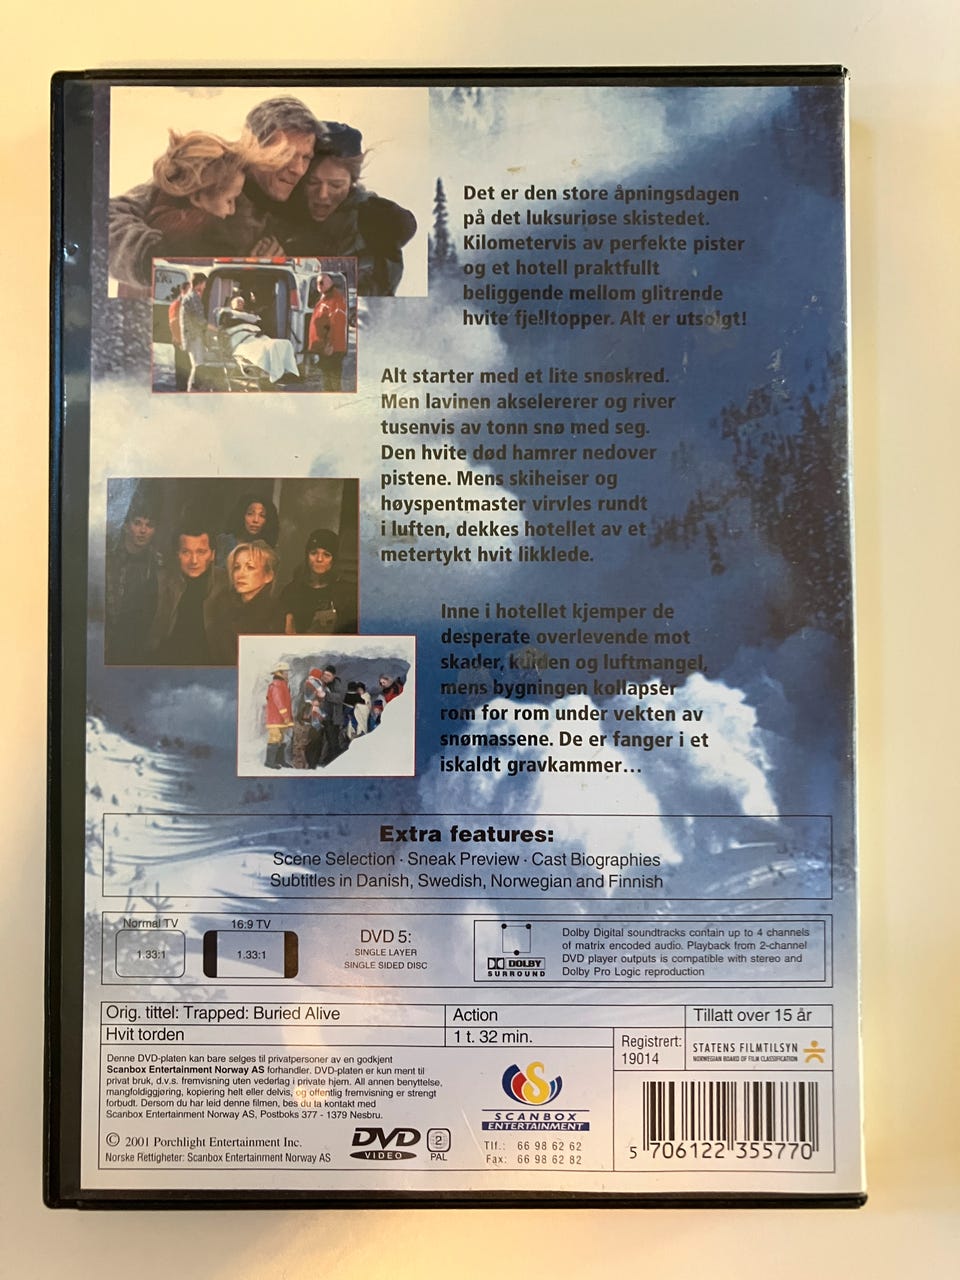 Det er den store åpningsdagen
på det luksuriøse skistedet.
Kilometervis av perfekte pister
og et hotell praktfullt
beliggende mellom glitrende
hvite fjelltopper. Alt er utsolgt!
Alt starter med et lite snøskred.
Men lavinen akselererer og river
tusenvis av tonn snø med seg.
Den hvite død hamrer nedover
pistene. Mens skiheiser og
høyspentmaster virvles rundt
i luften, dekkes hotellet av et
metertykt hvit likklede.
Inne i hotellet kjemper de
desperate overlevende mot
skader, kulden og luftmangel,
mens bygningen kollapser
rom for rom under vekten av
snømassene. De er fanger i et
iskaldt gravkammer...
Extra features:
Scene Selection · Sneak Preview · Cast Biographies
Subtitles in Danish, Swedish, Norwegian and Finnish
Normal TV
1.33:1
16:9 TV
1.33:1
DVD 5:
SINGLE LAYER
SINGLE SIDED DISC
DOLBY
SURROUND
Dolby Digital soundtracks contain up to 4 channels
of matrix encoded audio. Playback from 2-channel
DVD player outputs is compatible with stereo and
Dolby Pro Logic reproduction
Orig. tittel: Trapped: Buried Alive
Action
Tillatt over 15 år
Hvit torden
1 t. 32 min.
Registrert:
19014
STATENS FILMTILSYN
NORWEGIAN BOARD OF FILM CLASSIFICATION
Denne DVD-platen kan bare selges til privatpersoner av en godkjent
Scanbox Entertainment Norway AS forhandler. DVD-platen er kun ment til
privat bruk, d.v.s. fremvisning uten vederlag i private hjem. All annen benyttelse,
mangfoldiggjøring, kopiering helt eller delvis, og offentlig fremvisning er strengt
forbudt. Dersom du har leid denne filmen, bes du ta kontakt med
Scanbox Entertainment Norway AS, Postboks 377 - 1379 Nesbru.
© 2001 Porchlight Entertainment Inc.
Norske Rettigheter: Scanbox Entertainment Norway AS
DVD
VIDEO
2
PAL
S
SCANBOX
ENTERTAINMENT
Tlf.: 66 98 62 62
Fax: 66 98 62 82
5 706122 355770